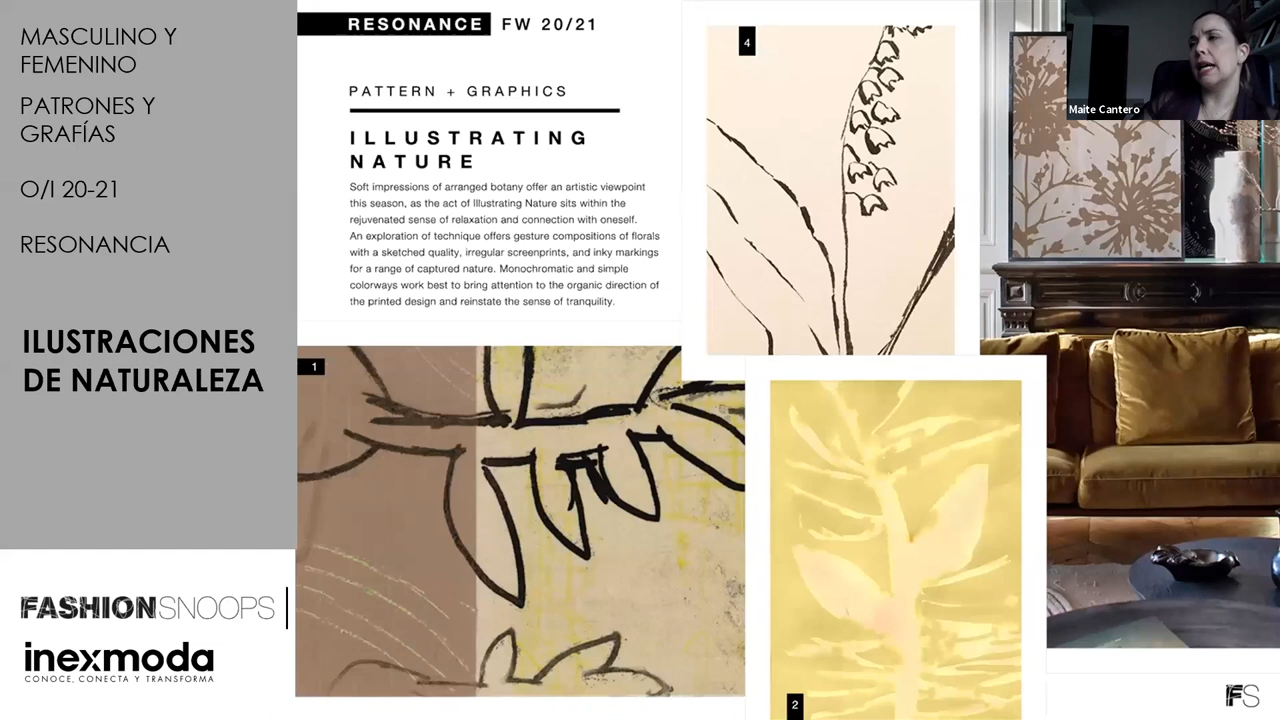 MASCULINO Y
FEMENINO
PATRONES Y
GRAFÍAS
O/I 20-21
RESONANCIA
ILUSTRACIONES
DE NATURALEZA
FASHIONSNOOPS
inexmoda
CONOCE, CONECTA Y TRANSFORMA
RESONANCE FW 20/21
PATTERN + GRAPHICS
ILLUSTRATING
NATURE
Soft impressions of arranged botany offer an artistic viewpoint
this season, as the act of Illustrating Nature sits within the
rejuvenated sense of relaxation and connection with oneself.
An exploration of technique offers gesture compositions of florals
with a sketched quality, irregular screenprints, and inky markings
for a range of captured nature. Monochromatic and simple
colorways work best to bring attention to the organic direction of
the printed design and reinstate the sense of tranquility.
4
1
2
Maite Cantero
FS